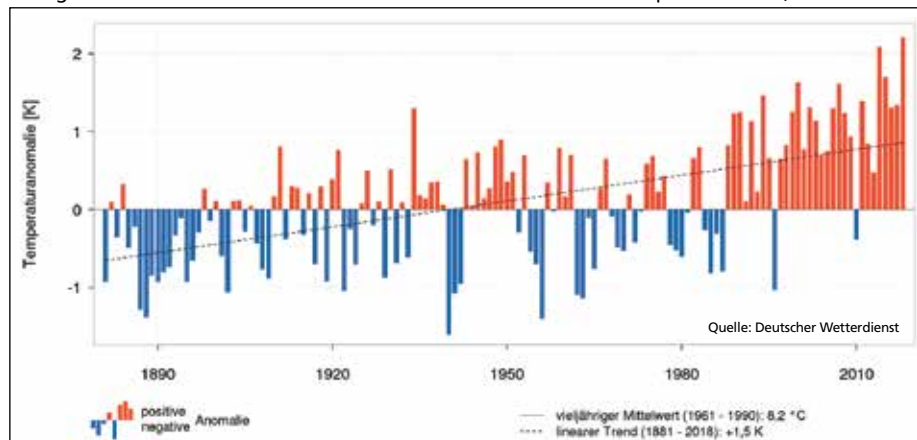 Temperaturanomalie [K]
2
1
0
-1
Quelle: Deutscher Wetterdienst
1890
1920
1950
1980
2010
positive
negative
Anomalie
vieljähriger Mittelwert (1961 - 1990): 8.2 °C
linearer Trend (1881 - 2018): +1,5 K